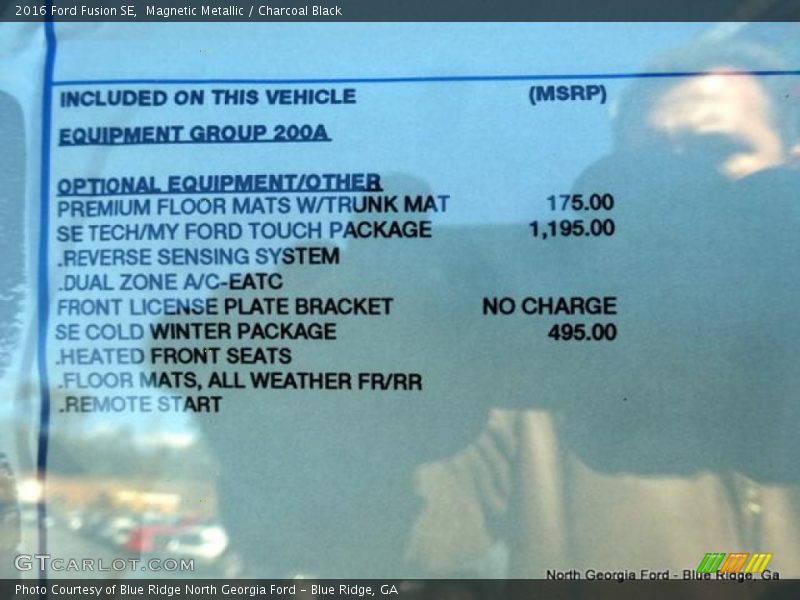 2016 Ford Fusion SE,  Magnetic Metallic / Charcoal Black
INCLUDED ON THIS VEHICLE (MSRP)
EQUIPMENT GROUP 200A
OPTIONAL EQUIPMENT/OTHER
PREMIUM FLOOR MATS W/TRUNK MAT 175.00
SE TECH/MY FORD TOUCH PACKAGE 1,195.00
.REVERSE SENSING SYSTEM
.DUAL ZONE A/C-EATC
FRONT LICENSE PLATE BRACKET NO CHARGE
SE COLD WINTER PACKAGE 495.00
.HEATED FRONT SEATS
.FLOOR MATS, ALL WEATHER FR/RR
.REMOTE START
GTCARLOT.COM
North Georgia Ford - Blue Ridge, Ga
Photo Courtesy of Blue Ridge North Georgia Ford – Blue Ridge, GA